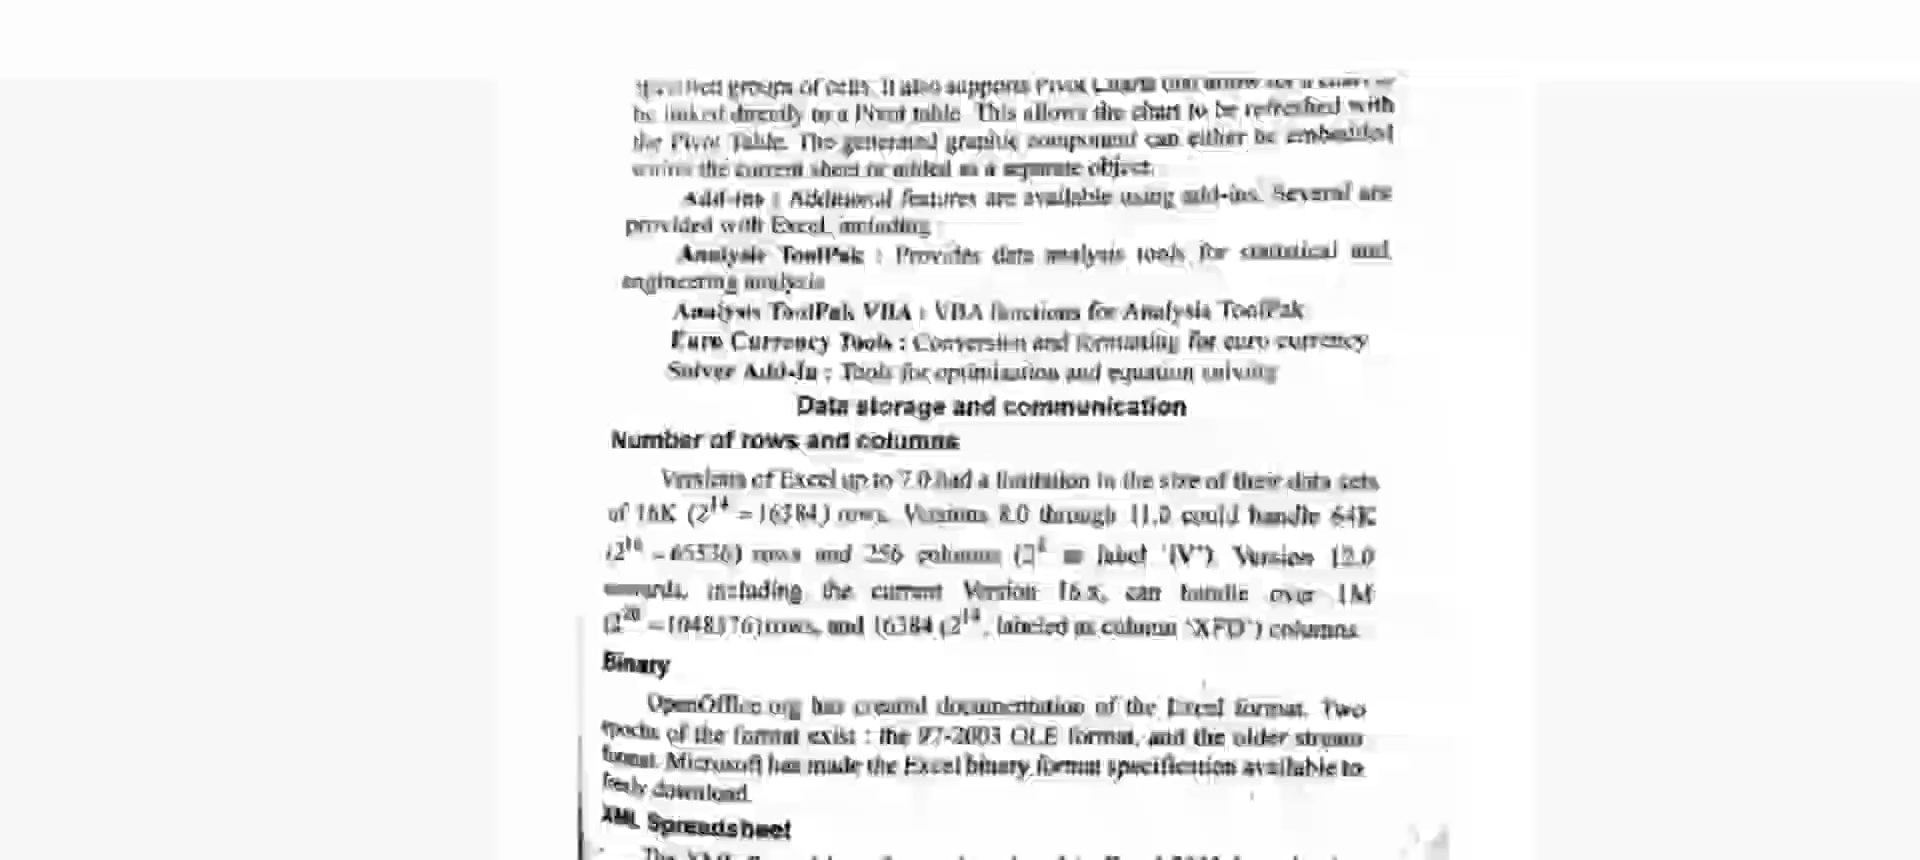 groups of cells. It also supports Pivot Charts that allow for a chart to
be linked directly to a Pivot table. This allows the chart to be refreshed with
the Pivot Table. The generated graphic component can either be embedded
within the current sheet or added as a separate object.
Add-ins : Additional features are available using add-ins. Several are
provided with Excel, including :
Analysis ToolPak : Provides data analysis tools for statistical and
engineering analysis
Analysis ToolPak VBA : VBA functions for Analysis ToolPak
Euro Currency Tools : Conversion and formatting for euro currency
Solver Add-In : Tools for optimization and equation solving
Data storage and communication
Number of rows and columns
Versions of Excel up to 7.0 had a limitation in the size of their data sets
of 16K (2^14 = 16384) rows. Versions 8.0 through 11.0 could handle 64K
(2^16 = 65536) rows and 256 columns (2^8 as label 'IV'). Version 12.0
onwards, including the current Version 16.x, can handle over 1M
(2^20 = 1048576) rows, and 16384 (2^14, labeled as column 'XFD') columns.
Binary
OpenOffice.org has created documentation of the Excel format. Two
epochs of the format exist : the 97-2003 OLE format, and the older stream
format. Microsoft has made the Excel binary format specification available to
freely download.
XML Spreadsheet